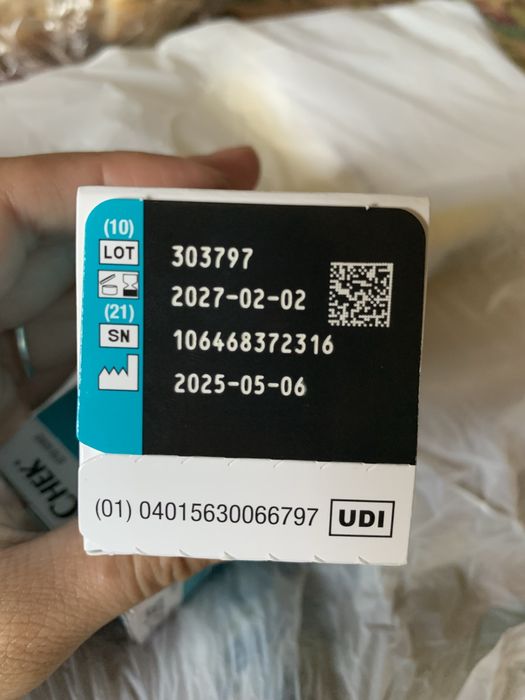 (10)
LOT 303797
2027-02-02
(21)
SN 106468372316
2025-05-06
(01) 04015630066797 UDI
CHEK